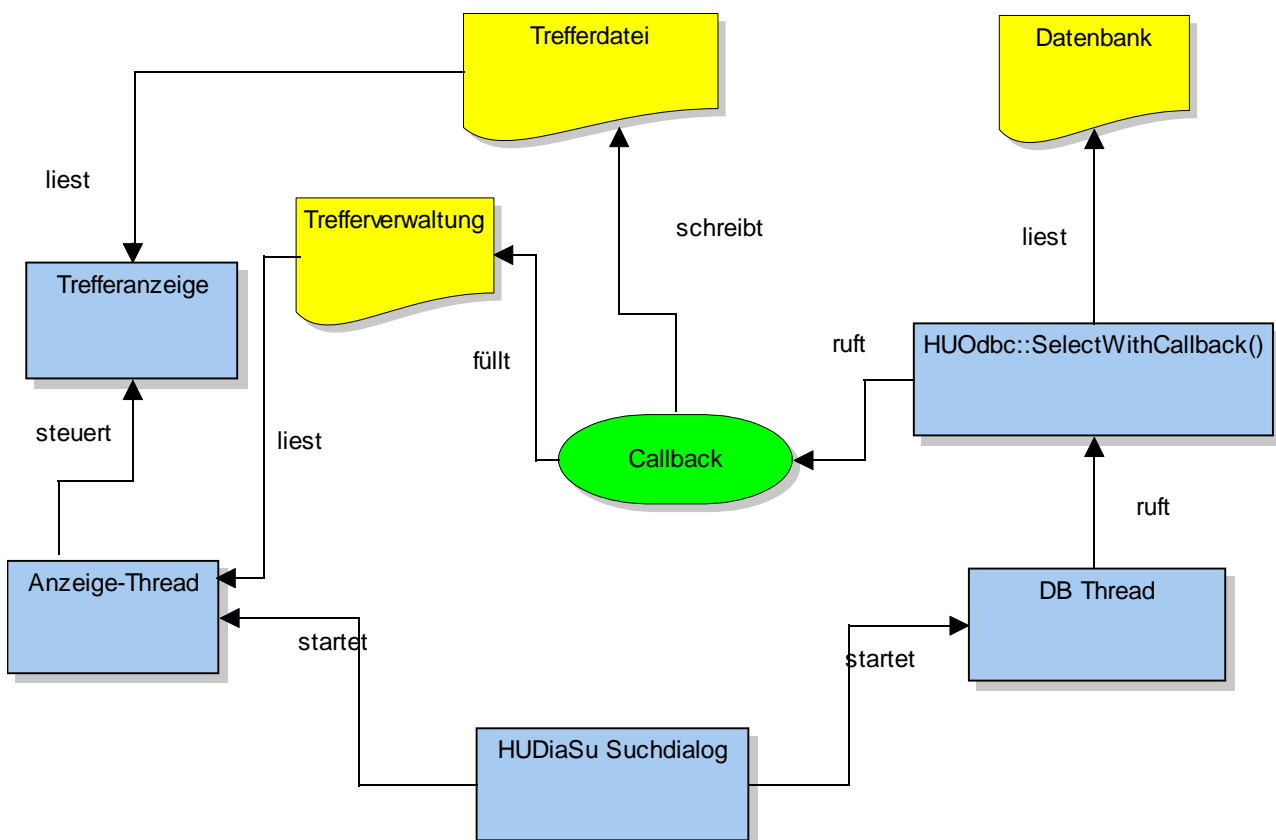 Trefferdatei
Datenbank
liest
Trefferverwaltung
schreibt
liest
Trefferanzeige
ruft
HUOdbc::SelectWithCallback()
füllt
steuert
liest
Callback
ruft
Anzeige-Thread
DB Thread
startet
startet
HUDiaSu Suchdialog